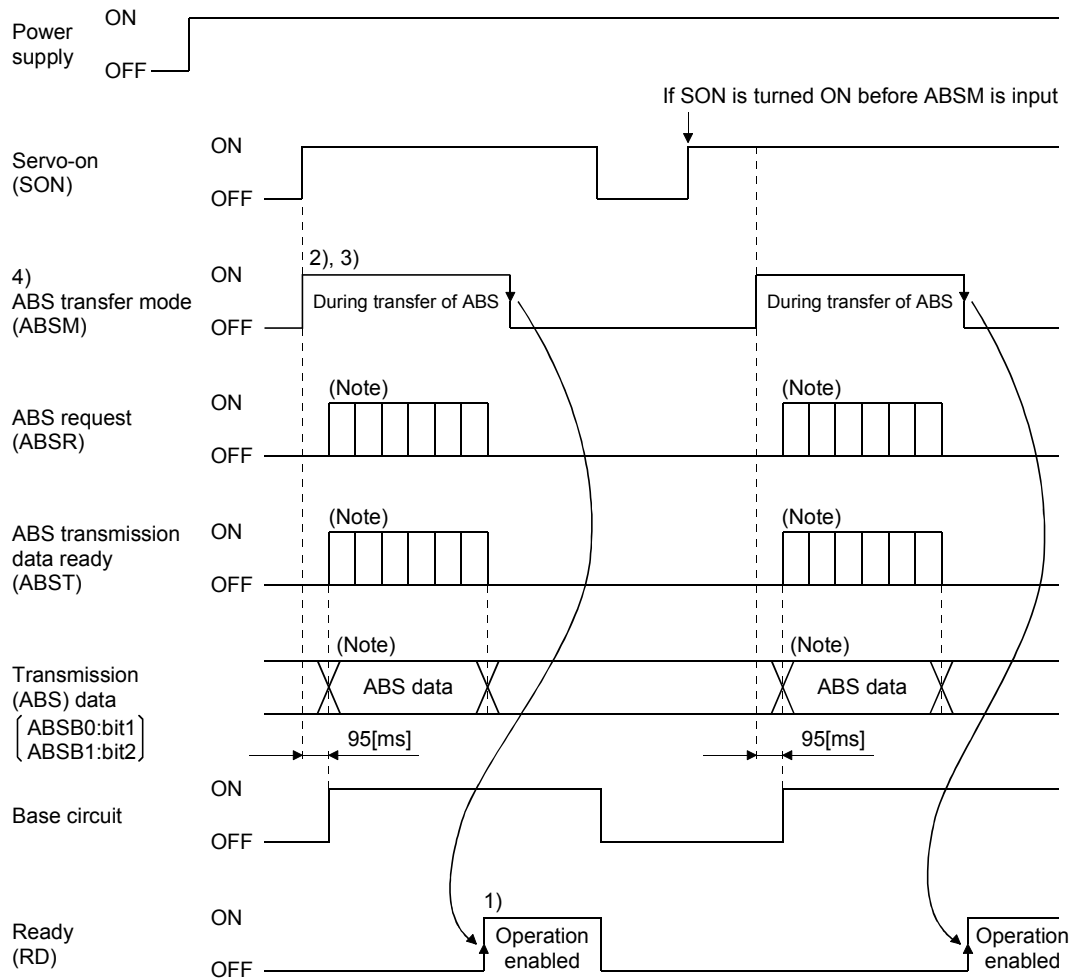 ON
Power
supply
OFF
If SON is turned ON before ABSM is input
Servo-on
(SON)
ON
OFF
4)
ABS transfer mode
(ABSM)
ON
OFF
2), 3)
During transfer of ABS
During transfer of ABS
ABS request
(ABSR)
ON
OFF
(Note)
(Note)
ABS transmission
data ready
(ABST)
ON
OFF
(Note)
(Note)
Transmission
(ABS) data
ABSB0:bit1
ABSB1:bit2
(Note)
ABS data
(Note)
ABS data
95[ms]
95[ms]
Base circuit
ON
OFF
Ready
(RD)
ON
OFF
1)
Operation
enabled
Operation
enabled